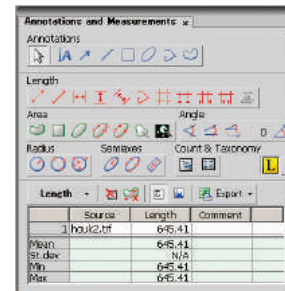 Annotations and Measurements x
Annotations
A
Length
Area Angle
Radius Semiaxes Count & Taxonomy
L
Length Export
Source Length Comment
1 houk2.tif 645.41
Mean 645.41
St.dev N/A
Min 645.41
Max 645.41